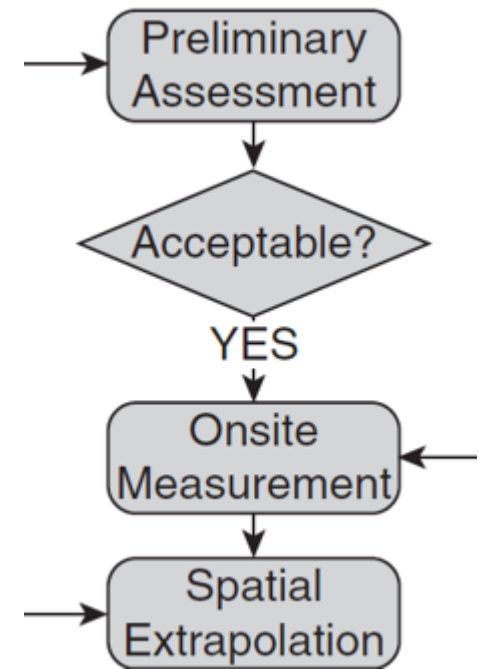 Preliminary
Assessment
Acceptable?
YES
Onsite
Measurement
Spatial
Extrapolation